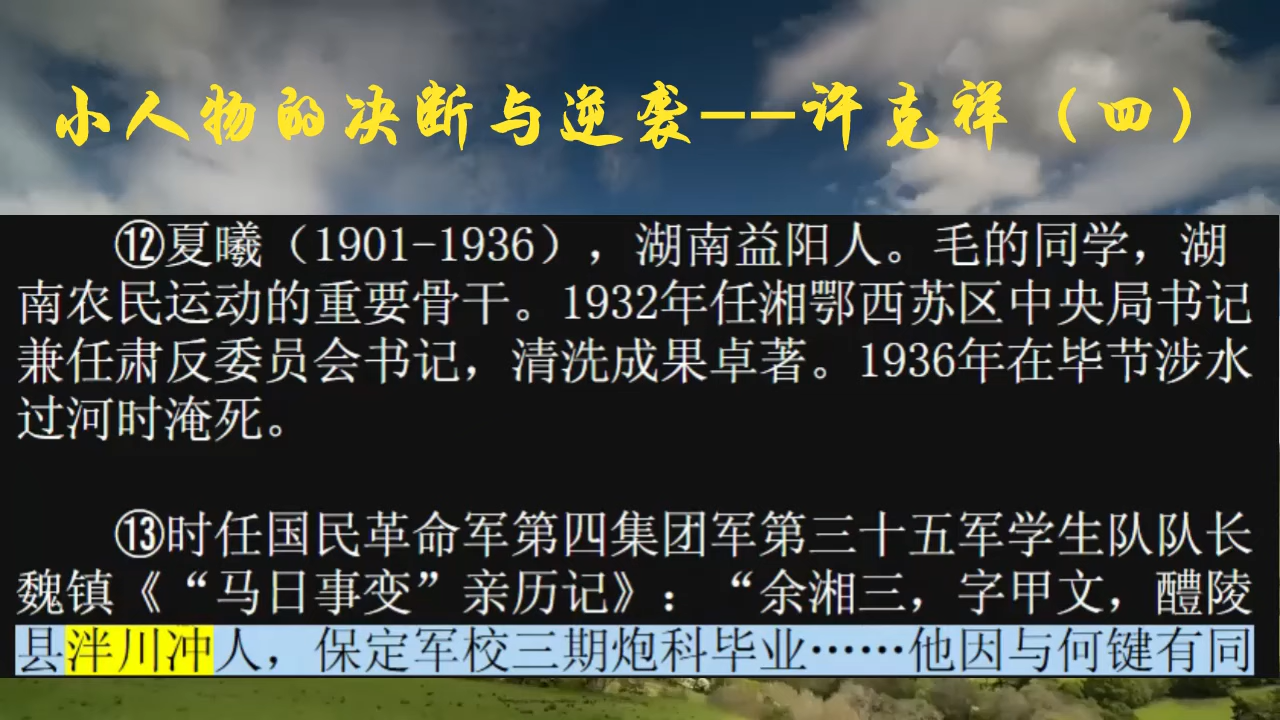 小人物的决断与逆袭——许克祥（四）
⑫夏曦（1901-1936），湖南益阳人。毛的同学，湖
南农民运动的重要骨干。1932年任湘鄂西苏区中央局书记
兼任肃反委员会书记，清洗成果卓著。1936年在毕节涉水
过河时淹死。
⑬时任国民革命军第四集团军第三十五军学生队队长
魏镇《“马日事变”亲历记》：“余湘三，字甲文，醴陵
县泮川冲人，保定军校三期炮科毕业……他因与何键有同